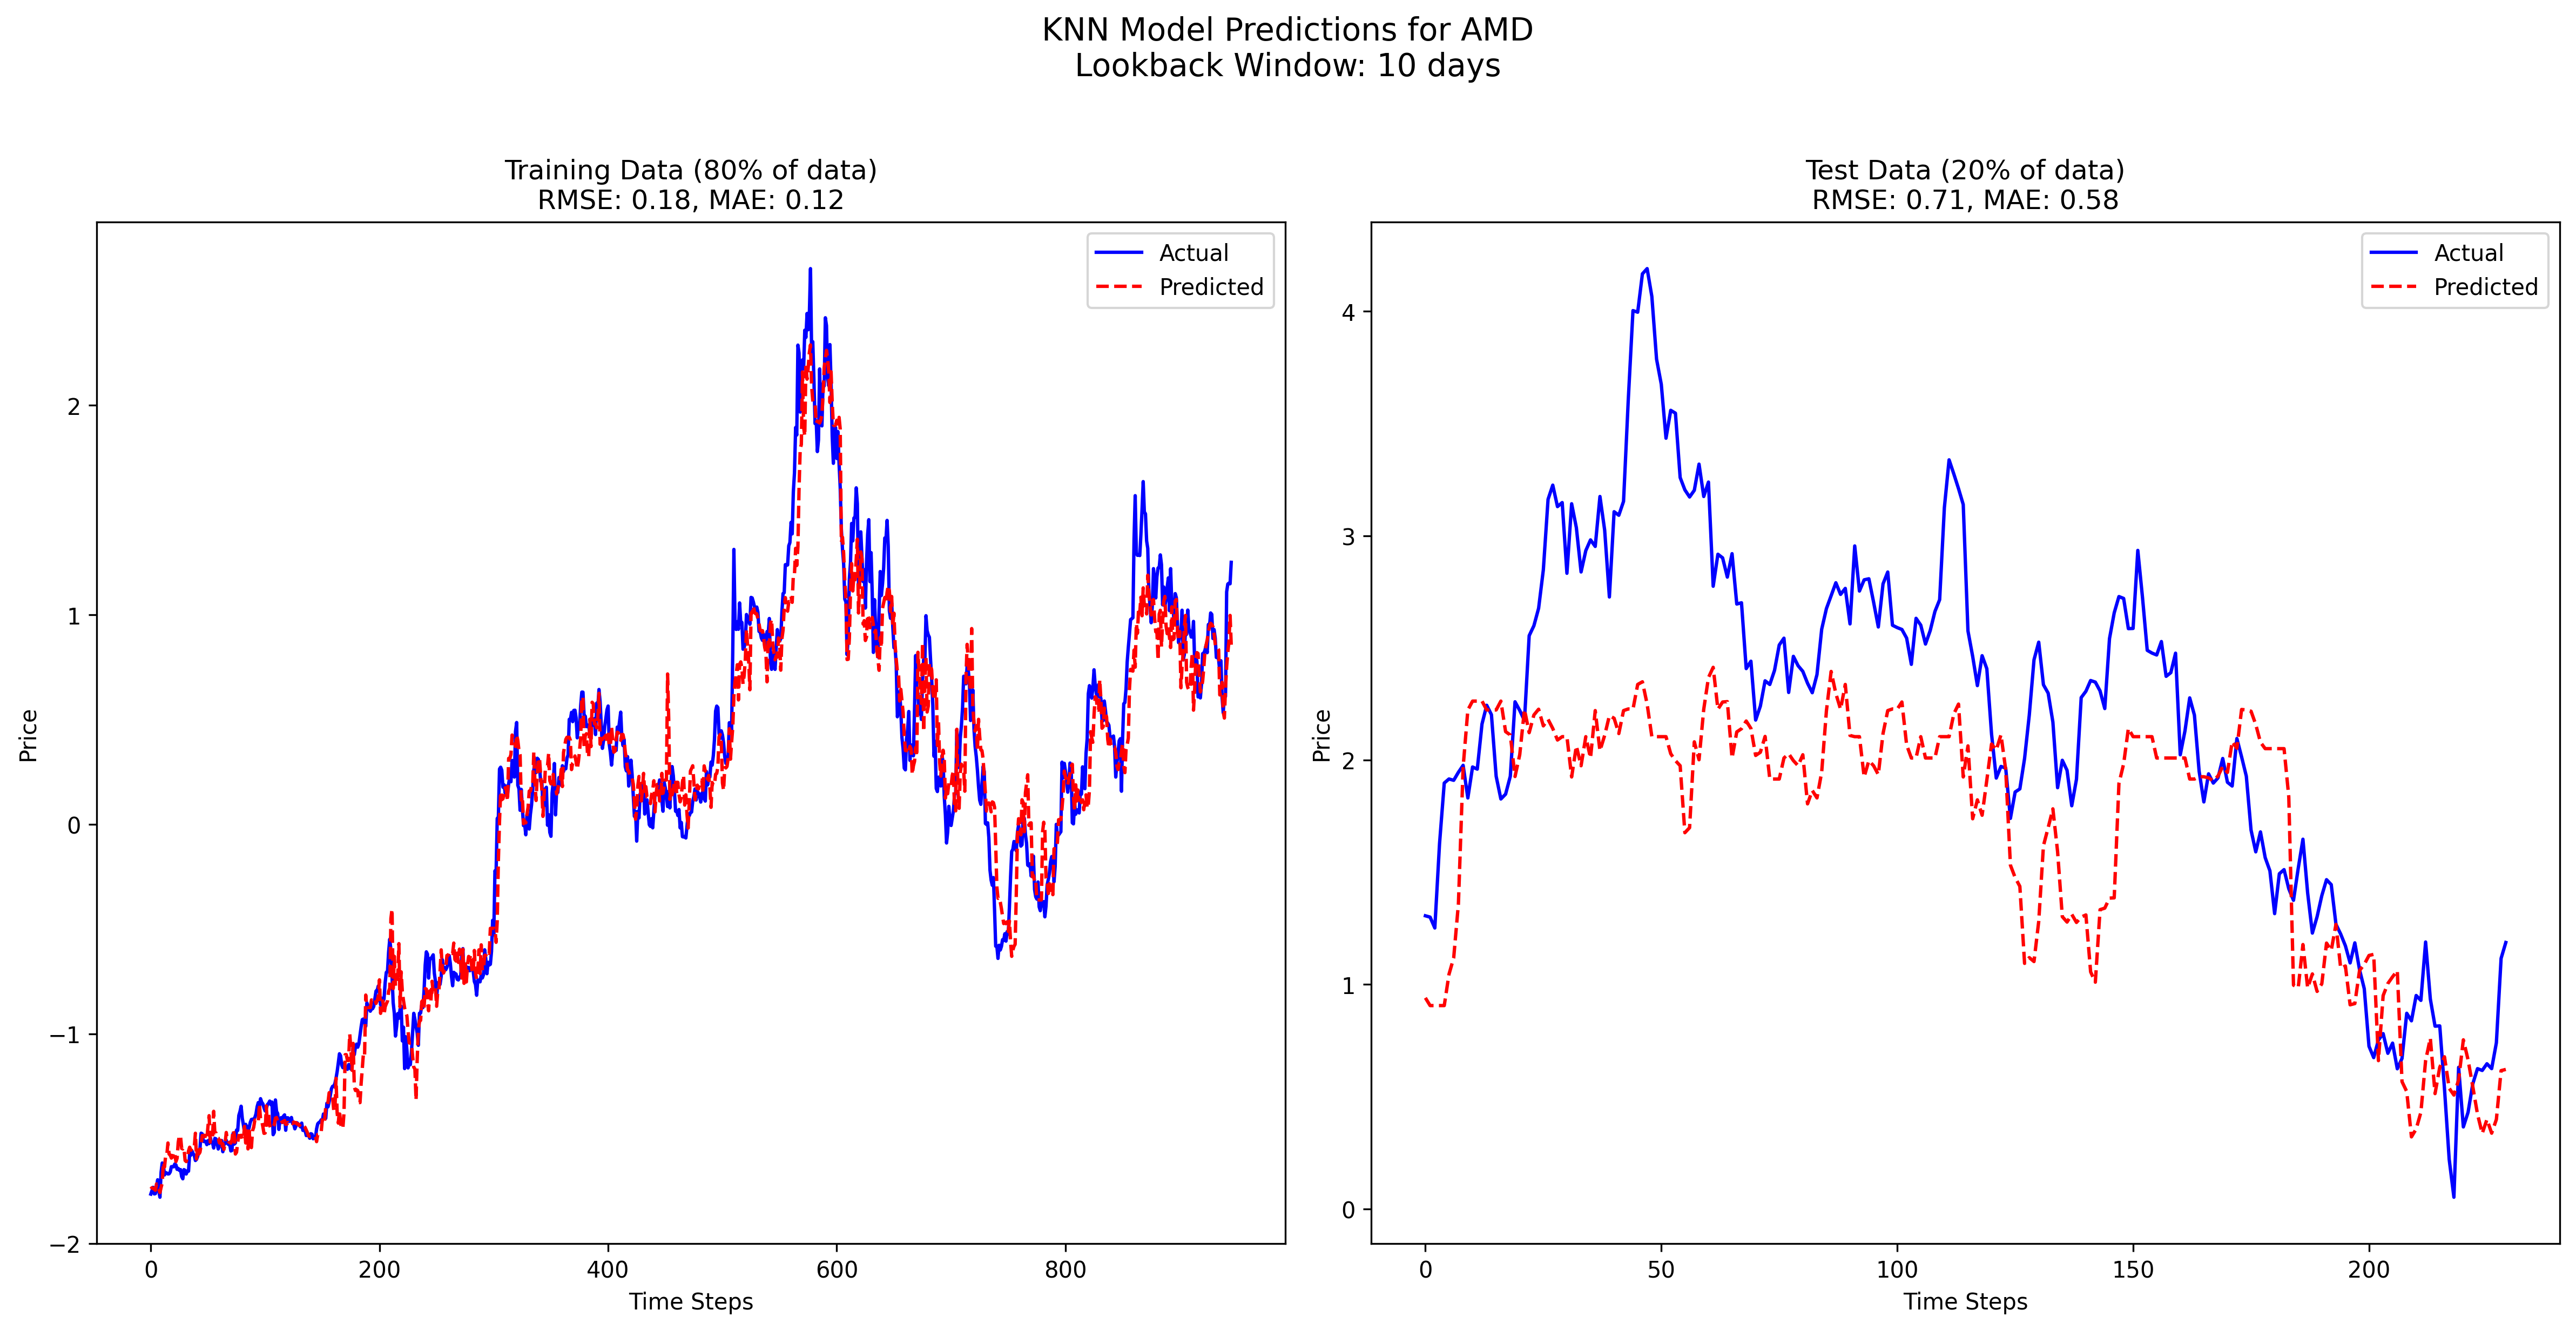 KNN Model Predictions for AMD
Lookback Window: 10 days
Training Data (80% of data)
RMSE: 0.18, MAE: 0.12
Actual
Predicted
Price
2
1
0
−1
−2
0
200
400
600
800
Time Steps
Test Data (20% of data)
RMSE: 0.71, MAE: 0.58
Actual
Predicted
Price
4
3
2
1
0
0
50
100
150
200
Time Steps